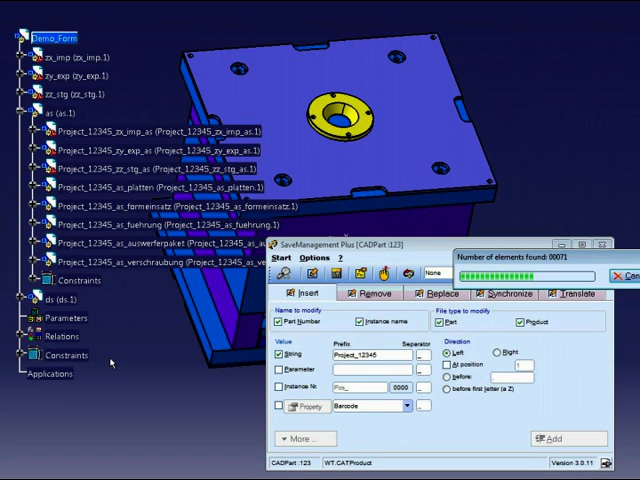 Demo_Form
zx_imp (zx_imp.1)
zy_exp (zy_exp.1)
zz_stg (zz_stg.1)
as (as.1)
Project_12345_zx_imp_as (Project_12345_zx_imp_as.1)
Project_12345_zy_exp_as (Project_12345_zy_exp_as.1)
Project_12345_zz_stg_as (Project_12345_zz_stg_as.1)
Project_12345_as_platten (Project_12345_as_platten.1)
Project_12345_as_formeinsatz (Project_12345_as_formeinsatz.1)
Project_12345_as_fuehrung (Project_12345_as_fuehrung.1)
Project_12345_as_auswerferpaket (Project_12345_as_au
Project_12345_as_verschraubung (Project_12345_as_ve
Constraints
ds (ds.1)
Parameters
Relations
Constraints
Applications
SaveManagement Plus [CADPart :123]
Start Options ?
None
Number of elements found: 00071
Can
Insert Remove Replace Synchronize Translate
Name to modify
Part Number Instance name
File type to modify
Part Product
Value Prefix Separator
String Project_12345 _
Parameter _
Instance Nr. Pos_ 0000 _
Property Barcode _
Direction
Left Right
At position 1
before: .
before first letter (a Z)
More ...
Add
CADPart :123 WT.CATProduct Version 3.0.11